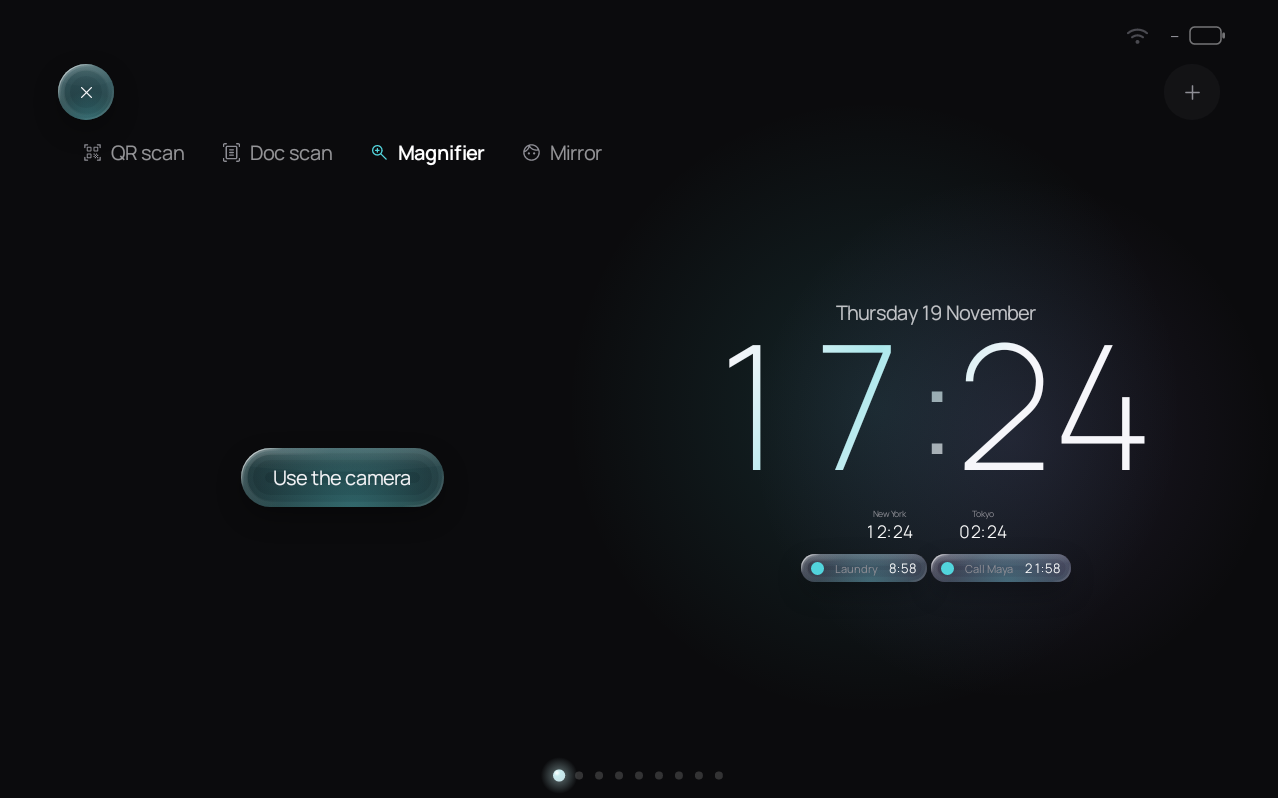 QR scan
Doc scan
Magnifier
Mirror
Thursday 19 November
17:24
New York
12:24
Tokyo
02:24
Laundry 8:58
Call Maya 21:58
Use the camera